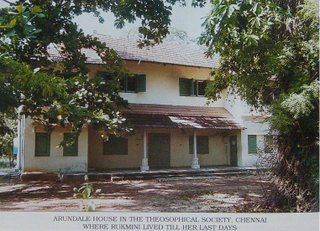 ARUNDALE HOUSE IN THE THEOSOPHICAL SOCIETY, CHENNAI
WHERE RUKMINI LIVED TILL HER LAST DAYS